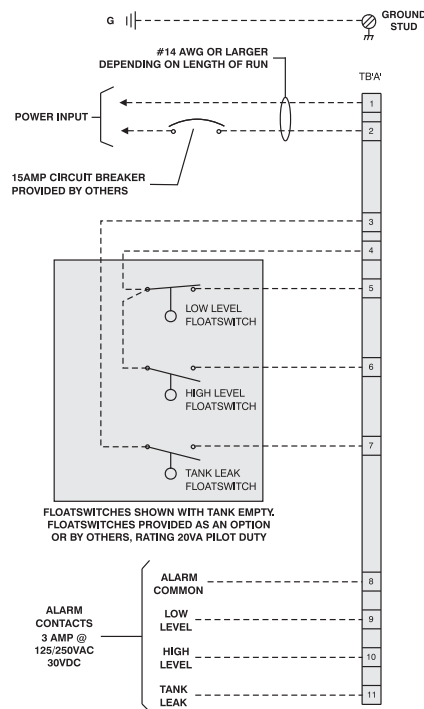 G
GROUND
STUD
#14 AWG OR LARGER
DEPENDING ON LENGTH OF RUN
TB'A'
1
POWER INPUT
2
15AMP CIRCUIT BREAKER
PROVIDED BY OTHERS
3
4
5
LOW LEVEL
FLOATSWITCH
6
HIGH LEVEL
FLOATSWITCH
7
TANK LEAK
FLOATSWITCH
FLOATSWITCHES SHOWN WITH TANK EMPTY.
FLOATSWITCHES PROVIDED AS AN OPTION
OR BY OTHERS, RATING 20VA PILOT DUTY
ALARM
COMMON
8
ALARM
CONTACTS
3 AMP @
125/250VAC
30VDC
LOW
LEVEL
9
HIGH
LEVEL
10
TANK
LEAK
11